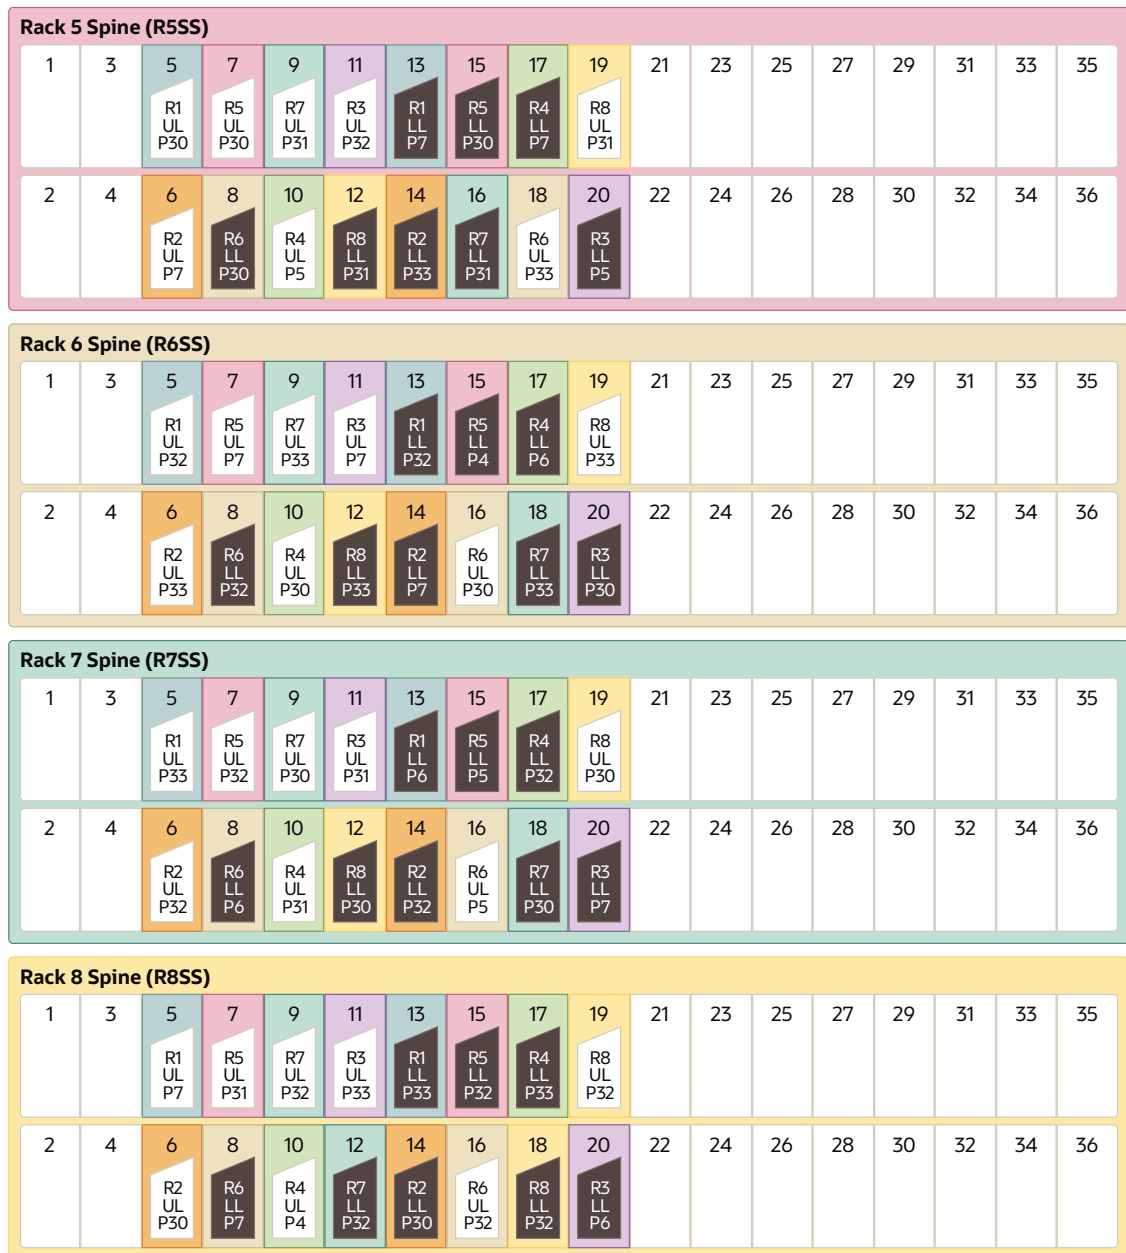 Rack 5 Spine (R5SS)
1 3 5 7 9 11 13 15 17 19 21 23 25 27 29 31 33 35
R1 R5 R7 R3 R1 R5 R4 R8
UL UL UL UL LL LL LL UL
P30 P30 P31 P32 P7 P30 P7 P31
2 4 6 8 10 12 14 16 18 20 22 24 26 28 30 32 34 36
R2 R6 R4 R8 R2 R7 R6 R3
UL LL UL LL LL LL UL LL
P7 P30 P5 P31 P33 P31 P33 P5
Rack 6 Spine (R6SS)
1 3 5 7 9 11 13 15 17 19 21 23 25 27 29 31 33 35
R1 R5 R7 R3 R1 R5 R4 R8
UL UL UL UL LL LL LL UL
P32 P7 P33 P7 P32 P4 P6 P33
2 4 6 8 10 12 14 16 18 20 22 24 26 28 30 32 34 36
R2 R6 R4 R8 R2 R6 R7 R3
UL LL UL LL LL UL LL LL
P33 P32 P30 P33 P7 P30 P33 P30
Rack 7 Spine (R7SS)
1 3 5 7 9 11 13 15 17 19 21 23 25 27 29 31 33 35
R1 R5 R7 R3 R1 R5 R4 R8
UL UL UL UL LL LL LL UL
P33 P32 P30 P31 P6 P5 P32 P30
2 4 6 8 10 12 14 16 18 20 22 24 26 28 30 32 34 36
R2 R6 R4 R8 R2 R6 R7 R3
UL LL UL LL LL UL LL LL
P32 P6 P31 P30 P32 P5 P30 P7
Rack 8 Spine (R8SS)
1 3 5 7 9 11 13 15 17 19 21 23 25 27 29 31 33 35
R1 R5 R7 R3 R1 R5 R4 R8
UL UL UL UL LL LL LL UL
P7 P31 P32 P33 P33 P32 P33 P32
2 4 6 8 10 12 14 16 18 20 22 24 26 28 30 32 34 36
R2 R6 R4 R7 R2 R6 R8 R3
UL LL UL LL LL UL LL LL
P30 P7 P4 P32 P30 P32 P32 P6